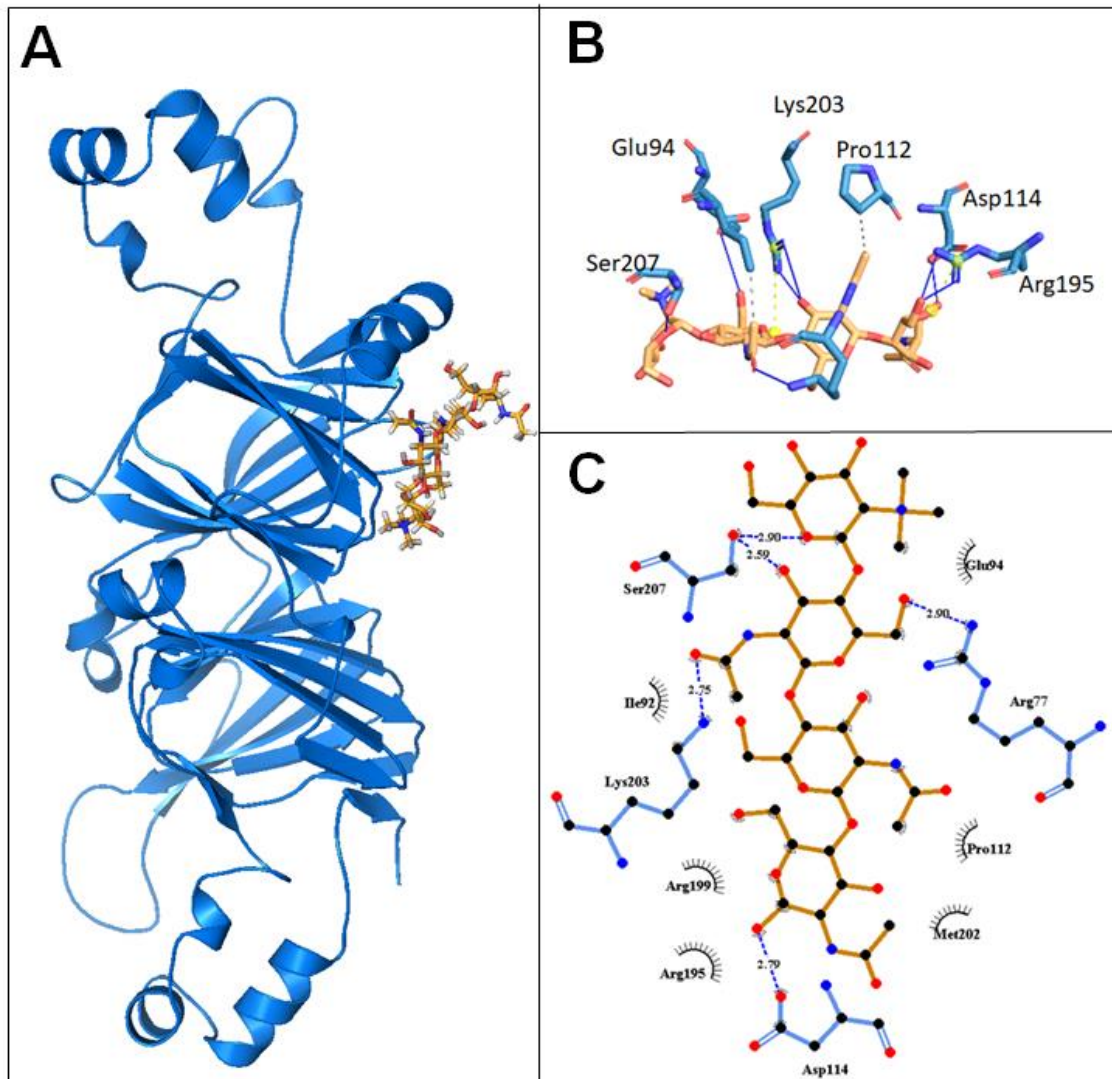 A
B
Lys203
Glu94
Pro112
Asp114
Ser207
Arg195
C
2.90
2.59
Glu94
Ser207
2.90
2.75
Ile92
Arg77
Lys203
Pro112
Arg199
Met202
Arg195
2.79
Asp114